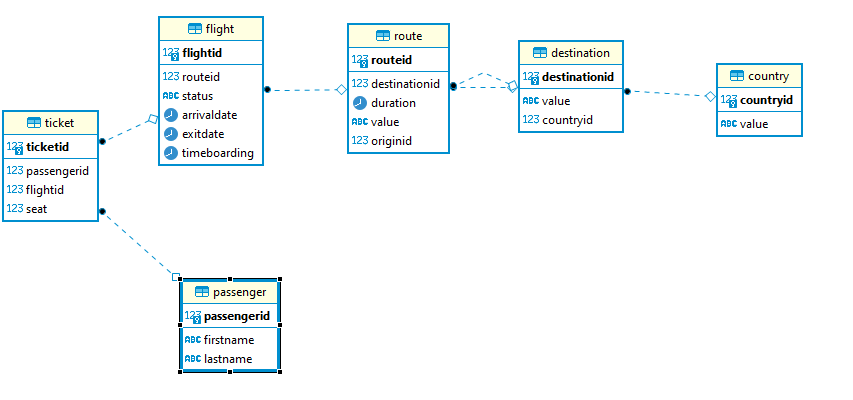 flight
123 flightid
123 routeid
ABC status
arrivaldate
exitdate
timeboarding
route
123 routeid
123 destinationid
duration
ABC value
123 originid
destination
123 destinationid
ABC value
123 countryid
country
123 countryid
ABC value
ticket
123 ticketid
123 passengerid
123 flightid
123 seat
passenger
123 passengerid
ABC firstname
ABC lastname